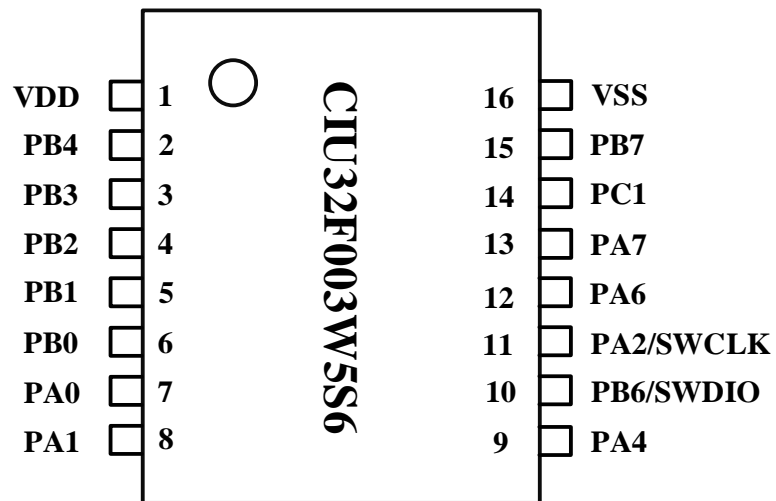 VDD 1 16 VSS
PB4 2 15 PB7
PB3 3 14 PC1
PB2 4 13 PA7
PB1 5 12 PA6
PB0 6 11 PA2/SWCLK
PA0 7 10 PB6/SWDIO
PA1 8 9 PA4
CIU32F003W5S6